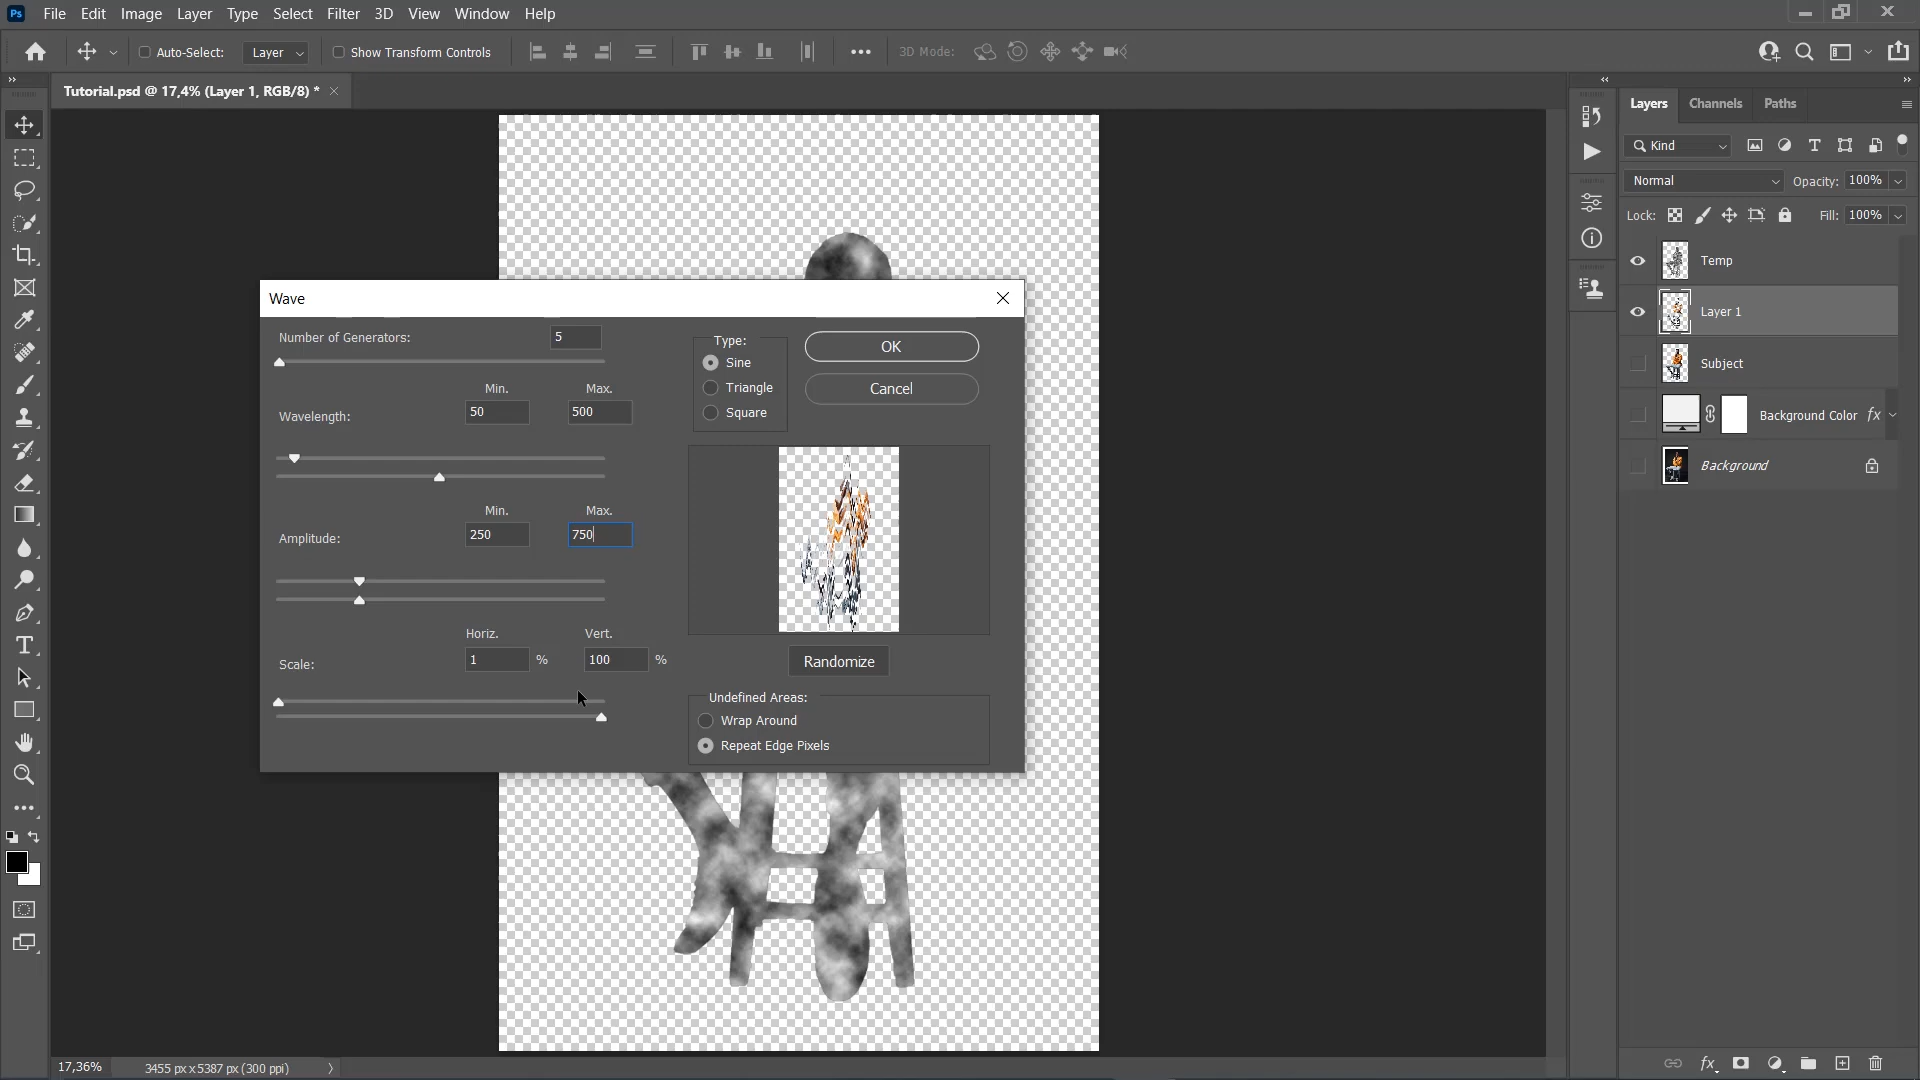 Ps File Edit Image Layer Type Select Filter 3D View Window Help
Auto-Select: Layer Show Transform Controls 3D Mode:
Tutorial.psd @ 17,4% (Layer 1, RGB/8) *
Wave
Number of Generators: 5
Min. Max.
Wavelength: 50 500
Min. Max.
Amplitude: 250 750
Horiz. Vert.
Scale: 1 % 100 %
Type:
Sine
Triangle
Square
OK
Cancel
Randomize
Undefined Areas:
Wrap Around
Repeat Edge Pixels
Layers Channels Paths
Kind
Normal Opacity: 100%
Lock: Fill: 100%
Temp
Layer 1
Subject
Background Color fx
Background
fx
17,36% 3455 px x 5387 px (300 ppi)